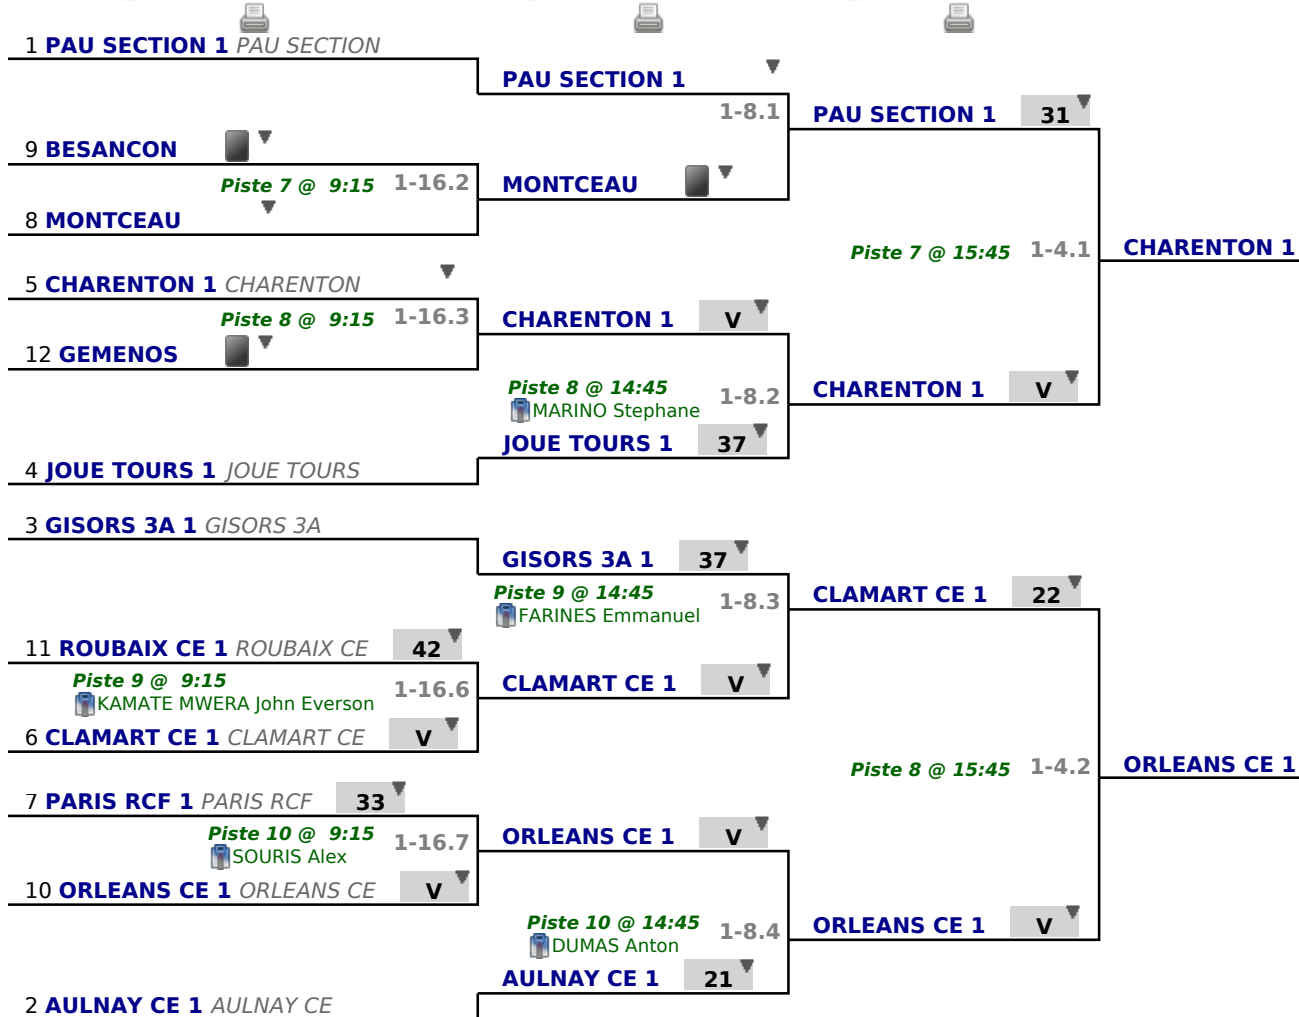 1 PAU SECTION 1 PAU SECTION
PAU SECTION 1
1-8.1
PAU SECTION 1 31
9 BESANCON
Piste 7 @ 9:15 1-16.2
MONTCEAU
8 MONTCEAU
Piste 7 @ 15:45 1-4.1
CHARENTON 1
5 CHARENTON 1 CHARENTON
Piste 8 @ 9:15 1-16.3
CHARENTON 1 V
12 GEMENOS
Piste 8 @ 14:45
MARINO Stephane
1-8.2
CHARENTON 1 V
JOUE TOURS 1 37
4 JOUE TOURS 1 JOUE TOURS
3 GISORS 3A 1 GISORS 3A
GISORS 3A 1 37
Piste 9 @ 14:45
FARINES Emmanuel
1-8.3
CLAMART CE 1 22
11 ROUBAIX CE 1 ROUBAIX CE 42
Piste 9 @ 9:15
KAMATE MWERA John Everson
1-16.6
CLAMART CE 1 V
6 CLAMART CE 1 CLAMART CE V
Piste 8 @ 15:45 1-4.2
ORLEANS CE 1
7 PARIS RCF 1 PARIS RCF 33
Piste 10 @ 9:15
SOURIS Alex
1-16.7
ORLEANS CE 1 V
10 ORLEANS CE 1 ORLEANS CE V
Piste 10 @ 14:45
DUMAS Anton
1-8.4
ORLEANS CE 1 V
AULNAY CE 1 21
2 AULNAY CE 1 AULNAY CE